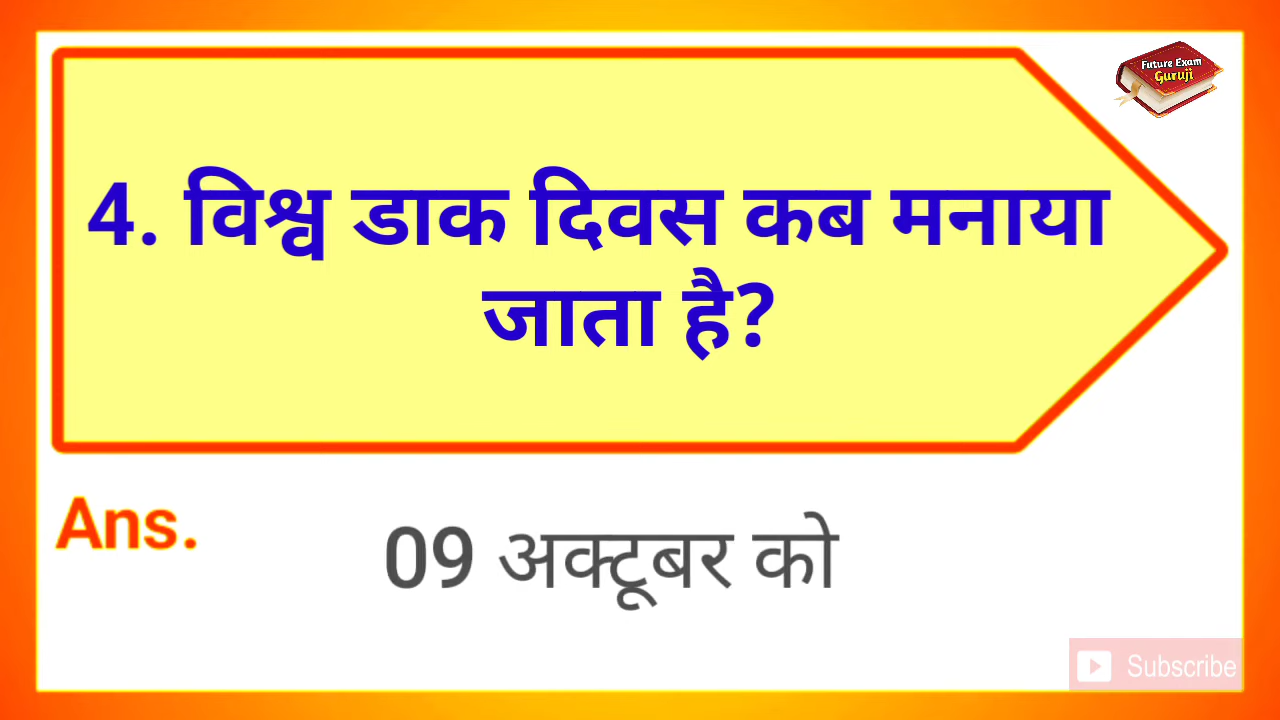 Future Exam
Guruji
4. विश्व डाक दिवस कब मनाया
जाता है?
Ans.
09 अक्टूबर को
Subscribe